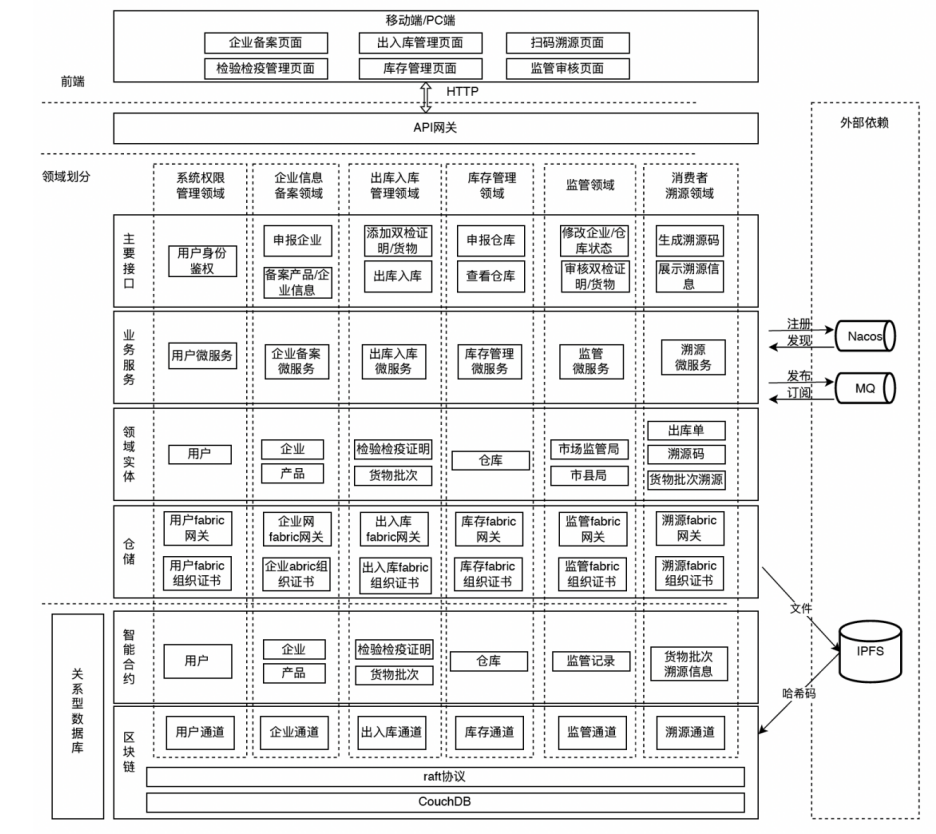 移动端/PC端
企业备案页面
出入库管理页面
扫码溯源页面
检验检疫管理页面
库存管理页面
监管审核页面
前端
HTTP
API网关
外部依赖
领域划分
系统权限
管理领域
企业信息
备案领域
出库入库
管理领域
库存管理
领域
监管领域
消费者
溯源领域
主要接口
用户身份
鉴权
申报企业
备案产品/企
业信息
添加双检证
明/货物
出库入库
申报仓库
查看仓库
修改企业/仓
库状态
审核双检证
明/货物
生成溯源码
展示溯源信
息
业务服务
用户微服务
企业备案
微服务
出库入库
微服务
库存管理
微服务
监管
微服务
溯源
微服务
注册
发现
Nacos
发布
订阅
MQ
领域实体
用户
企业
产品
检验检疫证明
货物批次
仓库
市场监管局
市县局
出库单
溯源码
货物批次溯源
仓储
用户fabric
网关
企业网
fabric网关
出入库
fabric网关
库存fabric
网关
监管fabric
网关
溯源fabric
网关
用户fabric
组织证书
企业abric组
织证书
出入库fabric
组织证书
库存fabric
组织证书
监管fabric
组织证书
溯源fabric
组织证书
文件
IPFS
哈希码
关系型数据库
智能合约
用户
企业
产品
检验检疫证明
货物批次
仓库
监管记录
货物批次
溯源信息
区块链
用户通道
企业通道
出入库通道
库存通道
监管通道
溯源通道
raft协议
CouchDB